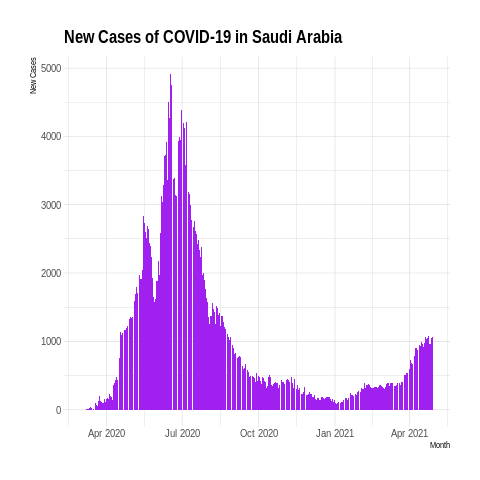 New Cases of COVID-19 in Saudi Arabia
New Cases
5000
4000
3000
2000
1000
0
Apr 2020 Jul 2020 Oct 2020 Jan 2021 Apr 2021
Month